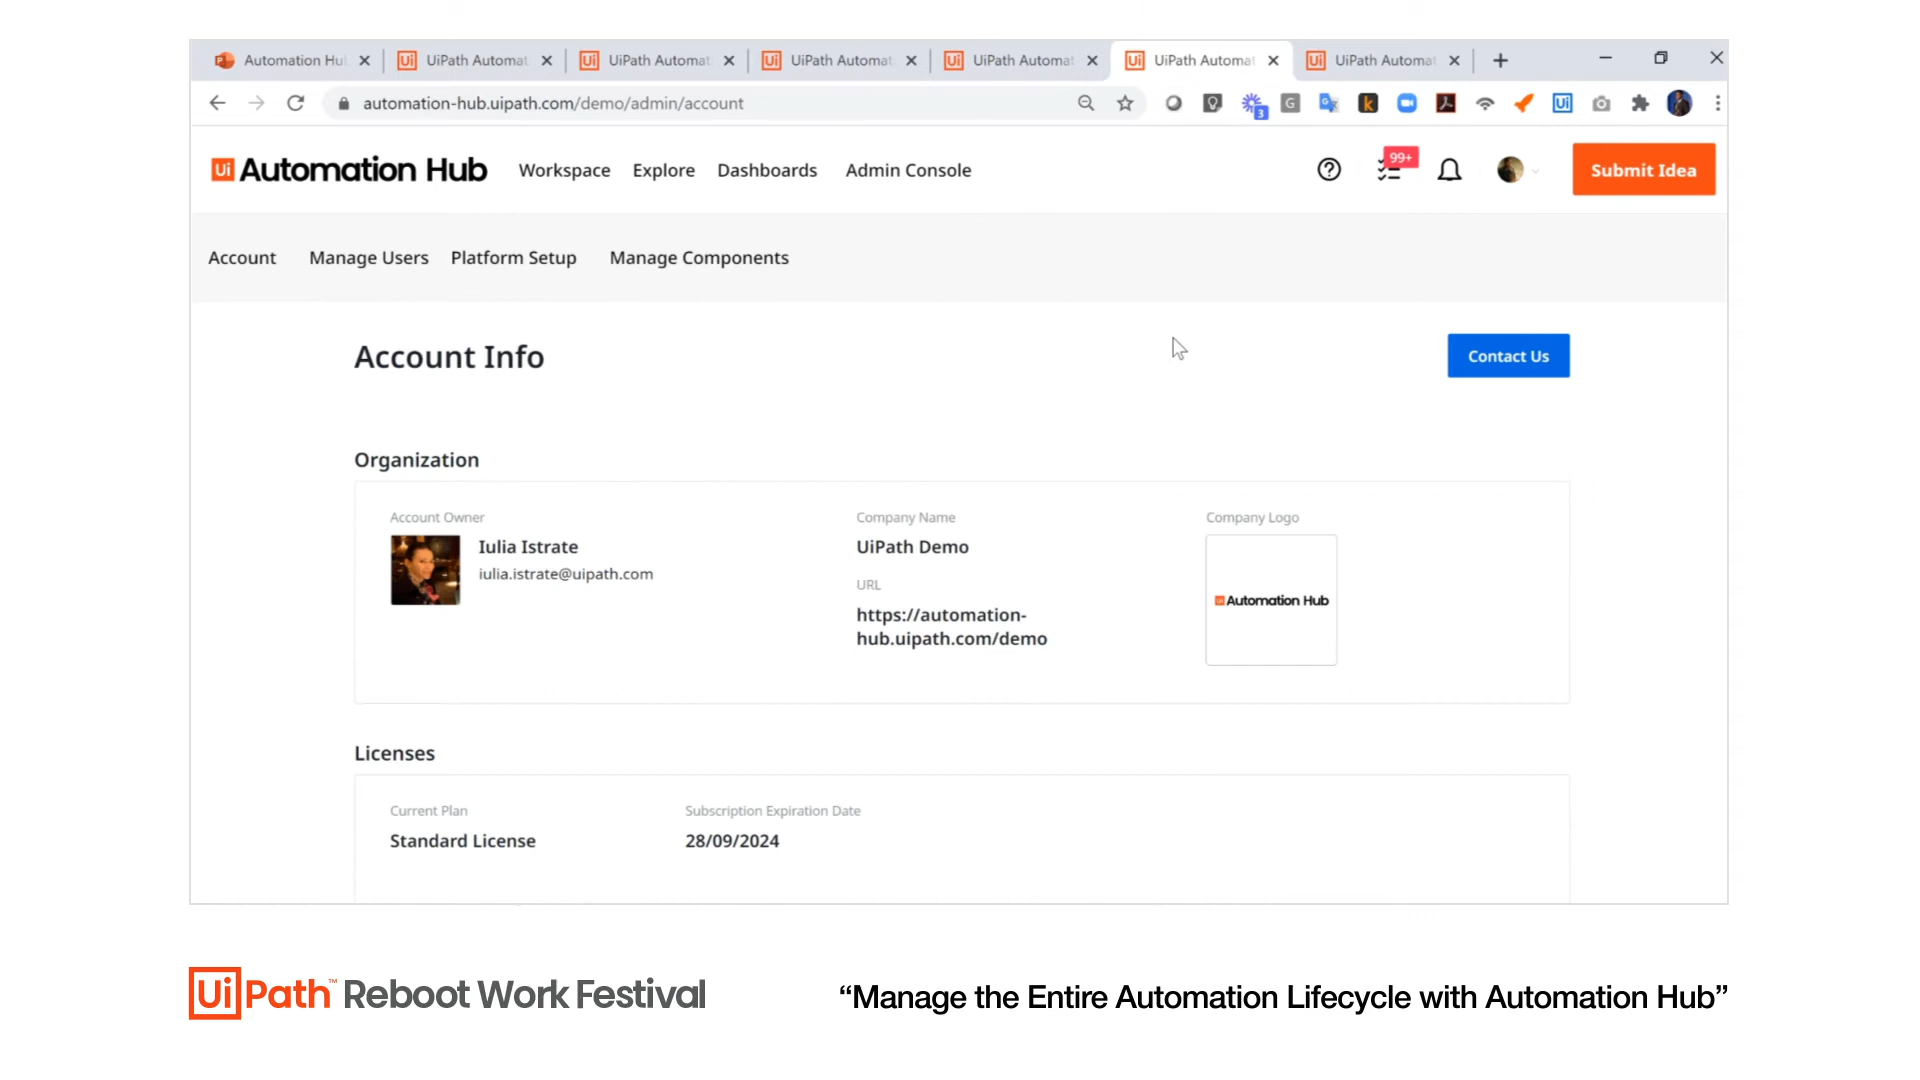 Automation Hu
UiPath Automat
UiPath Automat
UiPath Automat
UiPath Automat
UiPath Automat
UiPath Automat
automation-hub.uipath.com/demo/admin/account
3
G
k
Ui
Ui Automation Hub
Workspace
Explore
Dashboards
Admin Console
99+
Submit Idea
Account
Manage Users
Platform Setup
Manage Components
Account Info
Contact Us
Organization
Account Owner
Iulia Istrate
iulia.istrate@uipath.com
Company Name
UiPath Demo
URL
https://automation-
hub.uipath.com/demo
Company Logo
Automation Hub
Licenses
Current Plan
Standard License
Subscription Expiration Date
28/09/2024
UiPath™ Reboot Work Festival
“Manage the Entire Automation Lifecycle with Automation Hub”